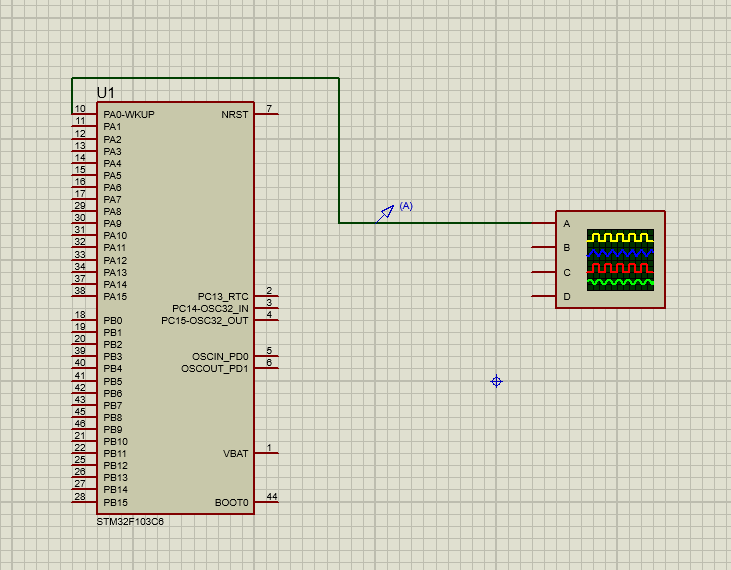 U1
10 PA0-WKUP NRST 7
11 PA1
12 PA2
13 PA3
14 PA4
15 PA5
16 PA6
17 PA7
29 PA8
30 PA9
31 PA10
32 PA11
33 PA12
34 PA13
37 PA14
38 PA15 PC13_RTC 2
PC14-OSC32_IN 3
18 PB0 PC15-OSC32_OUT 4
19 PB1
20 PB2
39 PB3 OSCIN_PD0 5
40 PB4 OSCOUT_PD1 6
41 PB5
42 PB6
43 PB7
45 PB8
46 PB9
21 PB10
22 PB11 VBAT 1
25 PB12
26 PB13
27 PB14
28 PB15 BOOT0 44
STM32F103C6
(A)
A
B
C
D